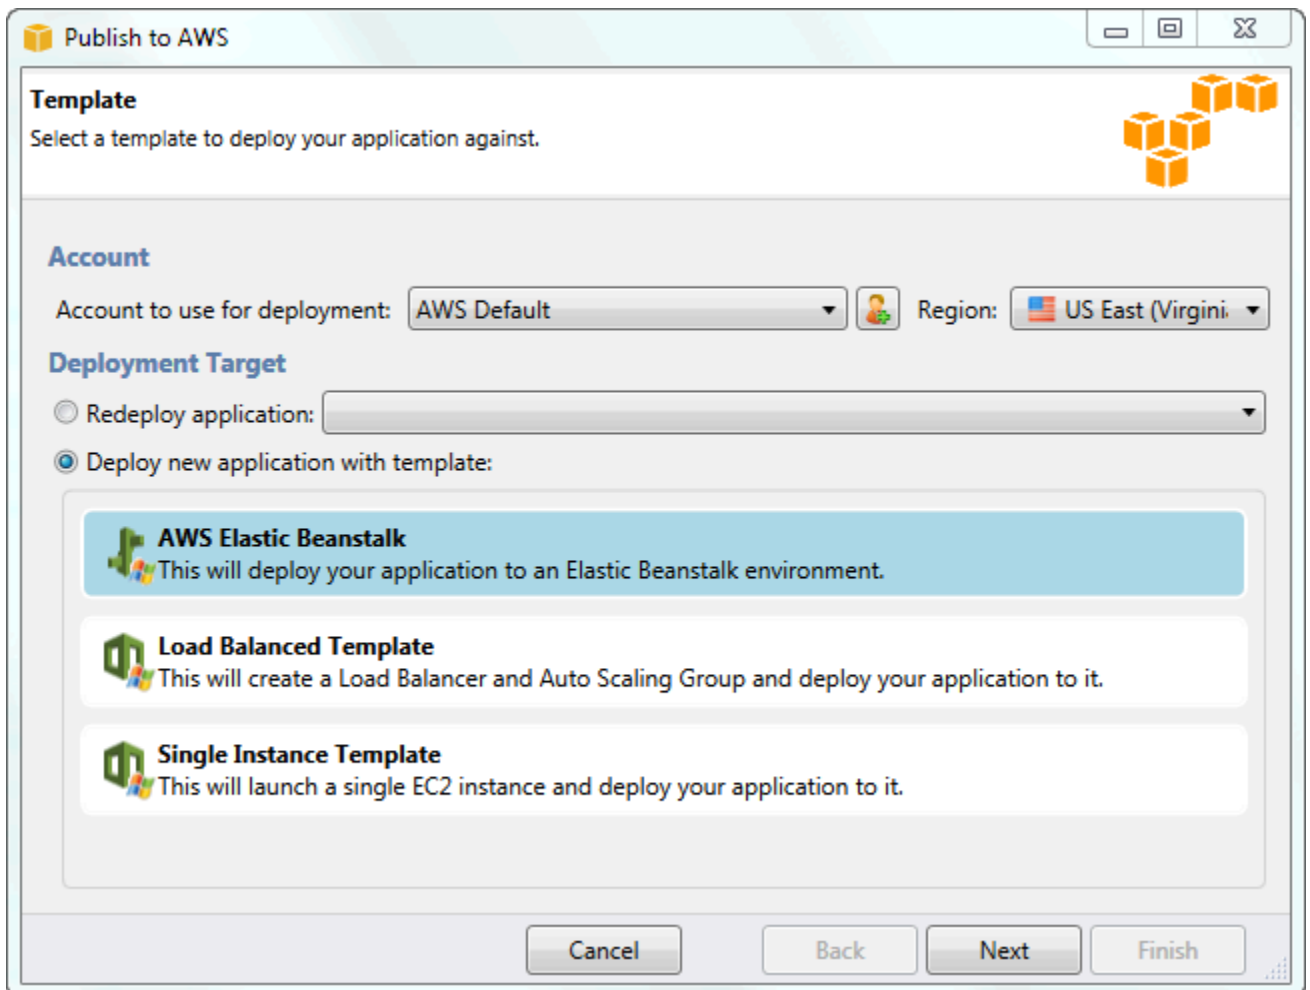 Publish to AWS
Template
Select a template to deploy your application against.
Account
Account to use for deployment: AWS Default Region: US East (Virgini
Deployment Target
Redeploy application:
Deploy new application with template:
AWS Elastic Beanstalk
This will deploy your application to an Elastic Beanstalk environment.
Load Balanced Template
This will create a Load Balancer and Auto Scaling Group and deploy your application to it.
Single Instance Template
This will launch a single EC2 instance and deploy your application to it.
Cancel Back Next Finish